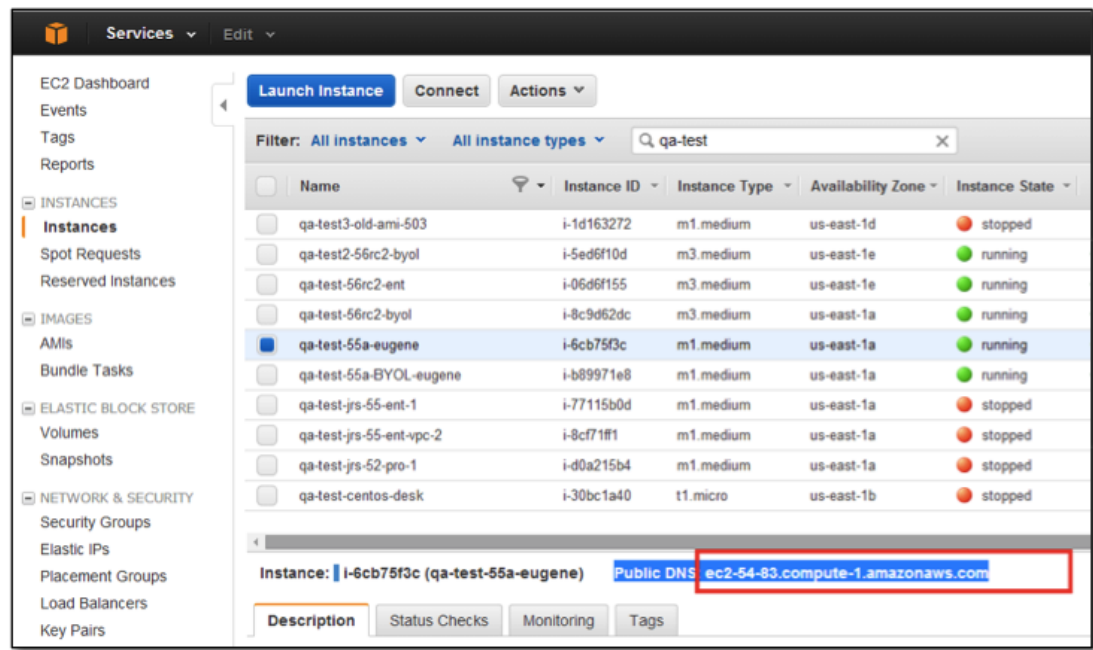 Services Edit
EC2 Dashboard
Events
Tags
Reports
INSTANCES
Instances
Spot Requests
Reserved Instances
IMAGES
AMIs
Bundle Tasks
ELASTIC BLOCK STORE
Volumes
Snapshots
NETWORK & SECURITY
Security Groups
Elastic IPs
Placement Groups
Load Balancers
Key Pairs
Launch Instance Connect Actions
Filter: All instances All instance types qa-test
Name Instance ID Instance Type Availability Zone Instance State
qa-test3-old-ami-503 i-1d163272 m1.medium us-east-1d stopped
qa-test2-56rc2-byol i-5ed6f10d m3.medium us-east-1e running
qa-test-56rc2-ent i-06d6f155 m3.medium us-east-1e running
qa-test-56rc2-byol i-8c9d62dc m3.medium us-east-1a running
qa-test-55a-eugene i-6cb75f3c m1.medium us-east-1a running
qa-test-55a-BYOL-eugene i-b89971e8 m1.medium us-east-1a running
qa-test-jrs-55-ent-1 i-77115b0d m1.medium us-east-1a stopped
qa-test-jrs-55-ent-vpc-2 i-8cf71ff1 m1.medium us-east-1a stopped
qa-test-jrs-52-pro-1 i-d0a215b4 m1.medium us-east-1a stopped
qa-test-centos-desk i-30bc1a40 t1.micro us-east-1b stopped
Instance: i-6cb75f3c (qa-test-55a-eugene) Public DNS ec2-54-83.compute-1.amazonaws.com
Description Status Checks Monitoring Tags